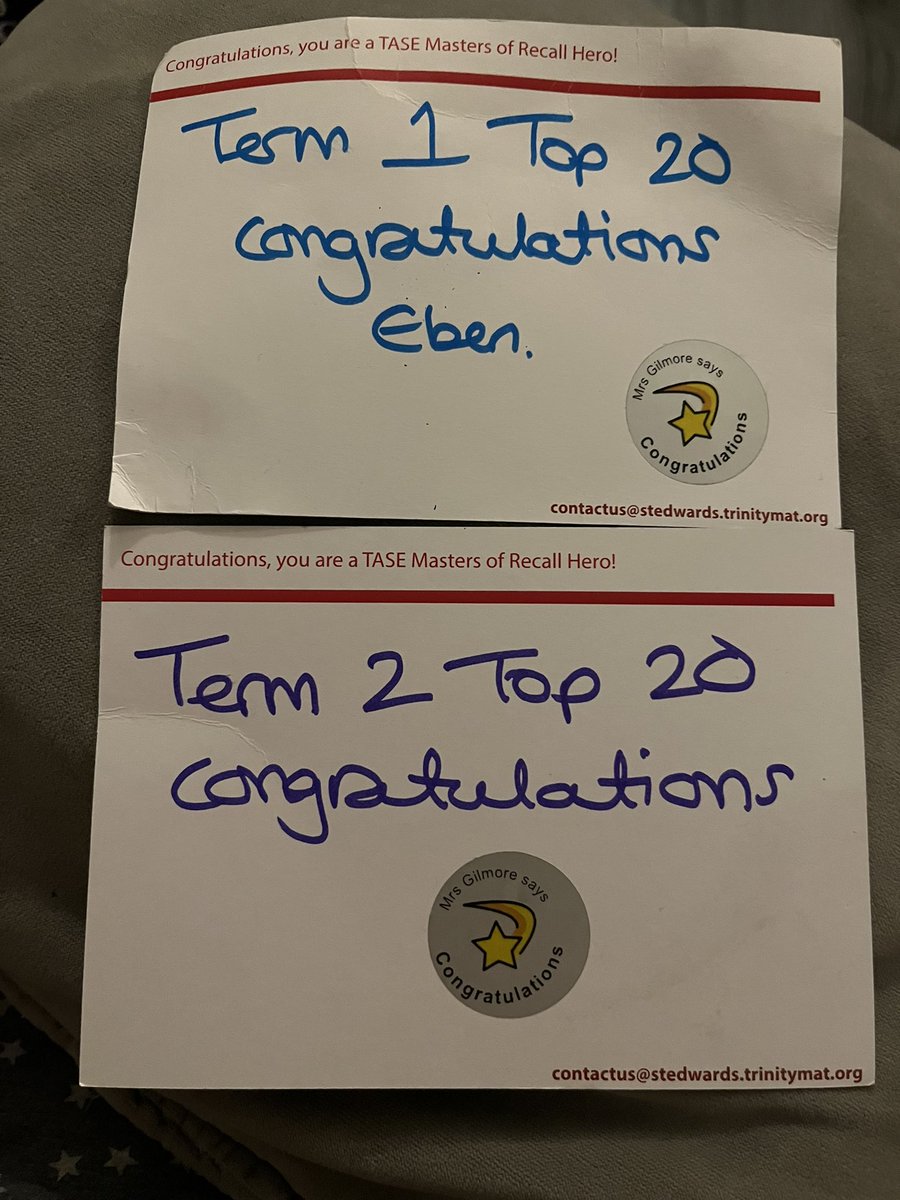 Congratulations, you are a TASE Masters of Recall Hero!
Term 1 Top 20
congratulations
Eben.
Mrs Gilmore says
Congratulations
contactus@stedwards.trinitymat.org
Congratulations, you are a TASE Masters of Recall Hero!
Term 2 Top 20
congratulations
Mrs Gilmore says
Congratulations
contactus@stedwards.trinitymat.org